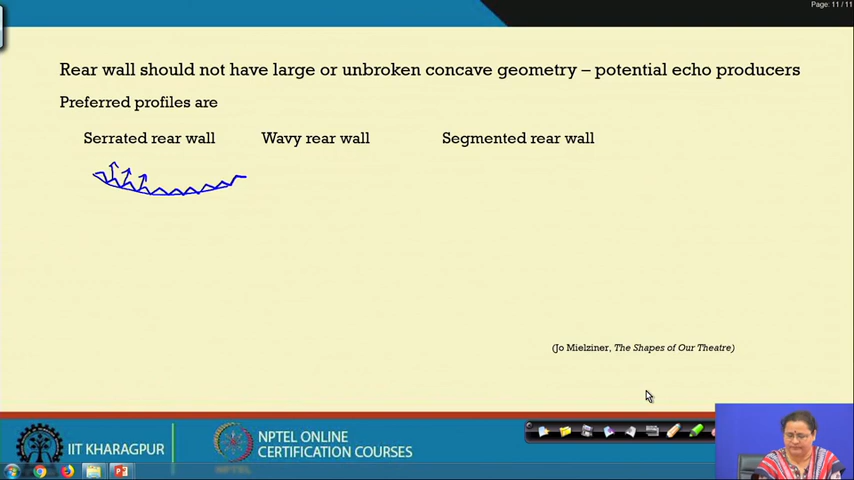 Page: 11 / 11
Rear wall should not have large or unbroken concave geometry – potential echo producers
Preferred profiles are
Serrated rear wall Wavy rear wall Segmented rear wall
(Jo Mielziner, The Shapes of Our Theatre)
IIT KHARAGPUR
NPTEL ONLINE
CERTIFICATION COURSES